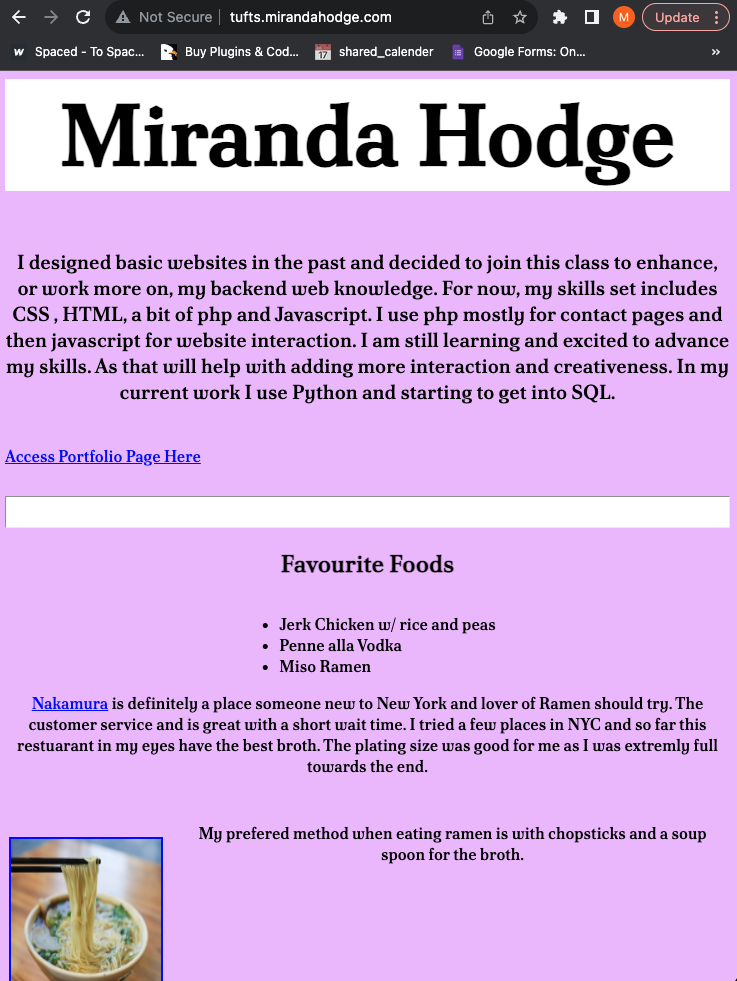 Not Secure | tufts.mirandahodge.com
M
Update
Spaced - To Spac...
Buy Plugins & Cod...
17
shared_calender
Google Forms: On...
»
Miranda Hodge
I designed basic websites in the past and decided to join this class to enhance,
or work more on, my backend web knowledge. For now, my skills set includes
CSS , HTML, a bit of php and Javascript. I use php mostly for contact pages and
then javascript for website interaction. I am still learning and excited to advance
my skills. As that will help with adding more interaction and creativeness. In my
current work I use Python and starting to get into SQL.
Access Portfolio Page Here
Favourite Foods
• Jerk Chicken w/ rice and peas
• Penne alla Vodka
• Miso Ramen
Nakamura is definitely a place someone new to New York and lover of Ramen should try. The
customer service and is great with a short wait time. I tried a few places in NYC and so far this
restuarant in my eyes have the best broth. The plating size was good for me as I was extremly full
towards the end.
My prefered method when eating ramen is with chopsticks and a soup
spoon for the broth.